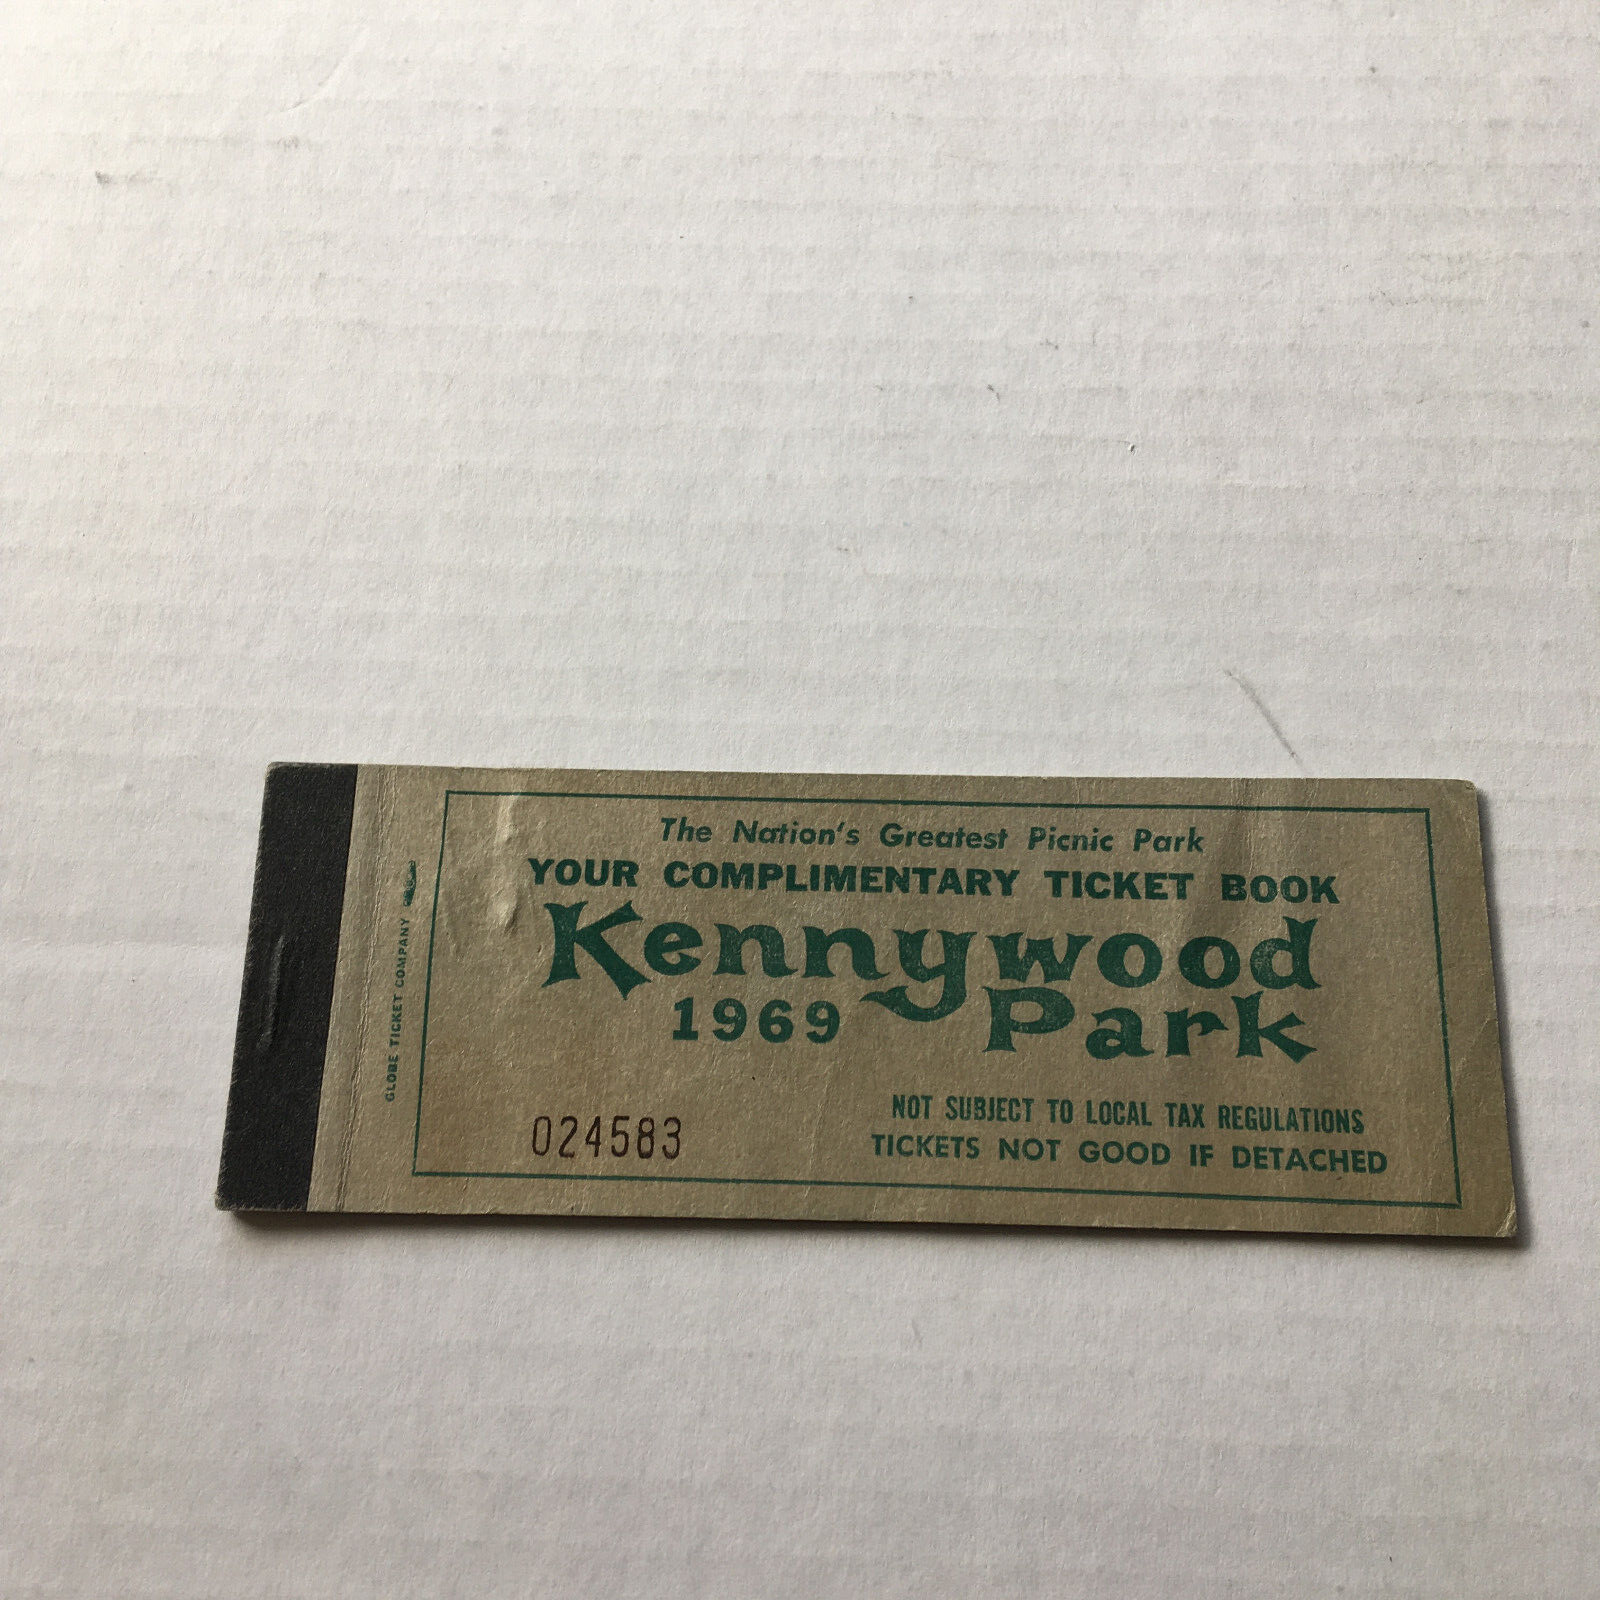 The Nation's Greatest Picnic Park
YOUR COMPLIMENTARY TICKET BOOK
Kennywood
1969 Park
024583
NOT SUBJECT TO LOCAL TAX REGULATIONS
TICKETS NOT GOOD IF DETACHED
GLOBE TICKET COMPANY